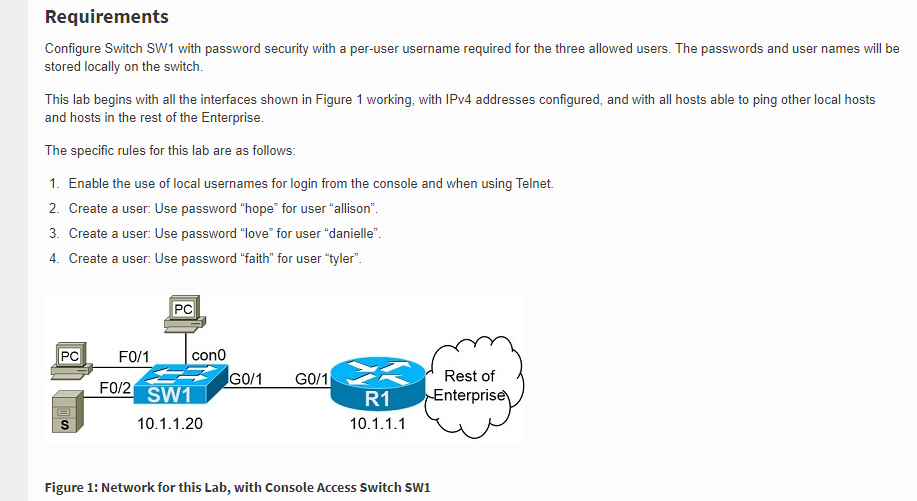 Requirements
Configure Switch SW1 with password security with a per-user username required for the three allowed users. The passwords and user names will be
stored locally on the switch.
This lab begins with all the interfaces shown in Figure 1 working, with IPv4 addresses configured, and with all hosts able to ping other local hosts
and hosts in the rest of the Enterprise.
The specific rules for this lab are as follows:
1. Enable the use of local usernames for login from the console and when using Telnet.
2. Create a user: Use password “hope” for user “allison”.
3. Create a user: Use password “love” for user “danielle”.
4. Create a user: Use password “faith” for user “tyler”.
PC
PC
F0/1
con0
F0/2
SW1
G0/1
G0/1
R1
Rest of
Enterprise
S
10.1.1.20
10.1.1.1
Figure 1: Network for this Lab, with Console Access Switch SW1